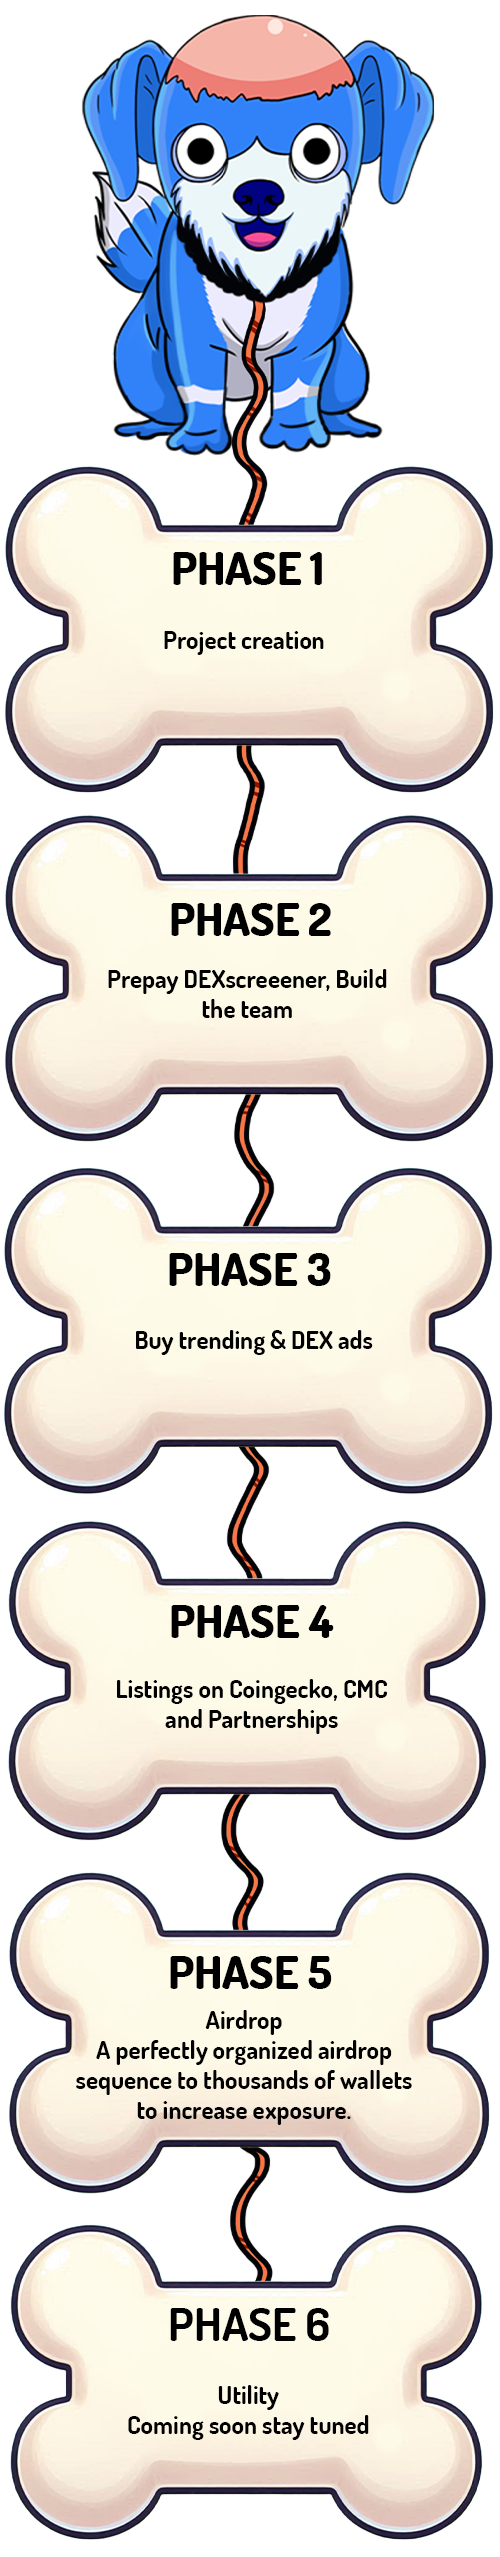 PHASE 1
Project creation
PHASE 2
Prepay DEXscreeener, Build
the team
PHASE 3
Buy trending & DEX ads
PHASE 4
Listings on Coingecko, CMC
and Partnerships
PHASE 5
Airdrop
A perfectly organized airdrop
sequence to thousands of wallets
to increase exposure.
PHASE 6
Utility
Coming soon stay tuned